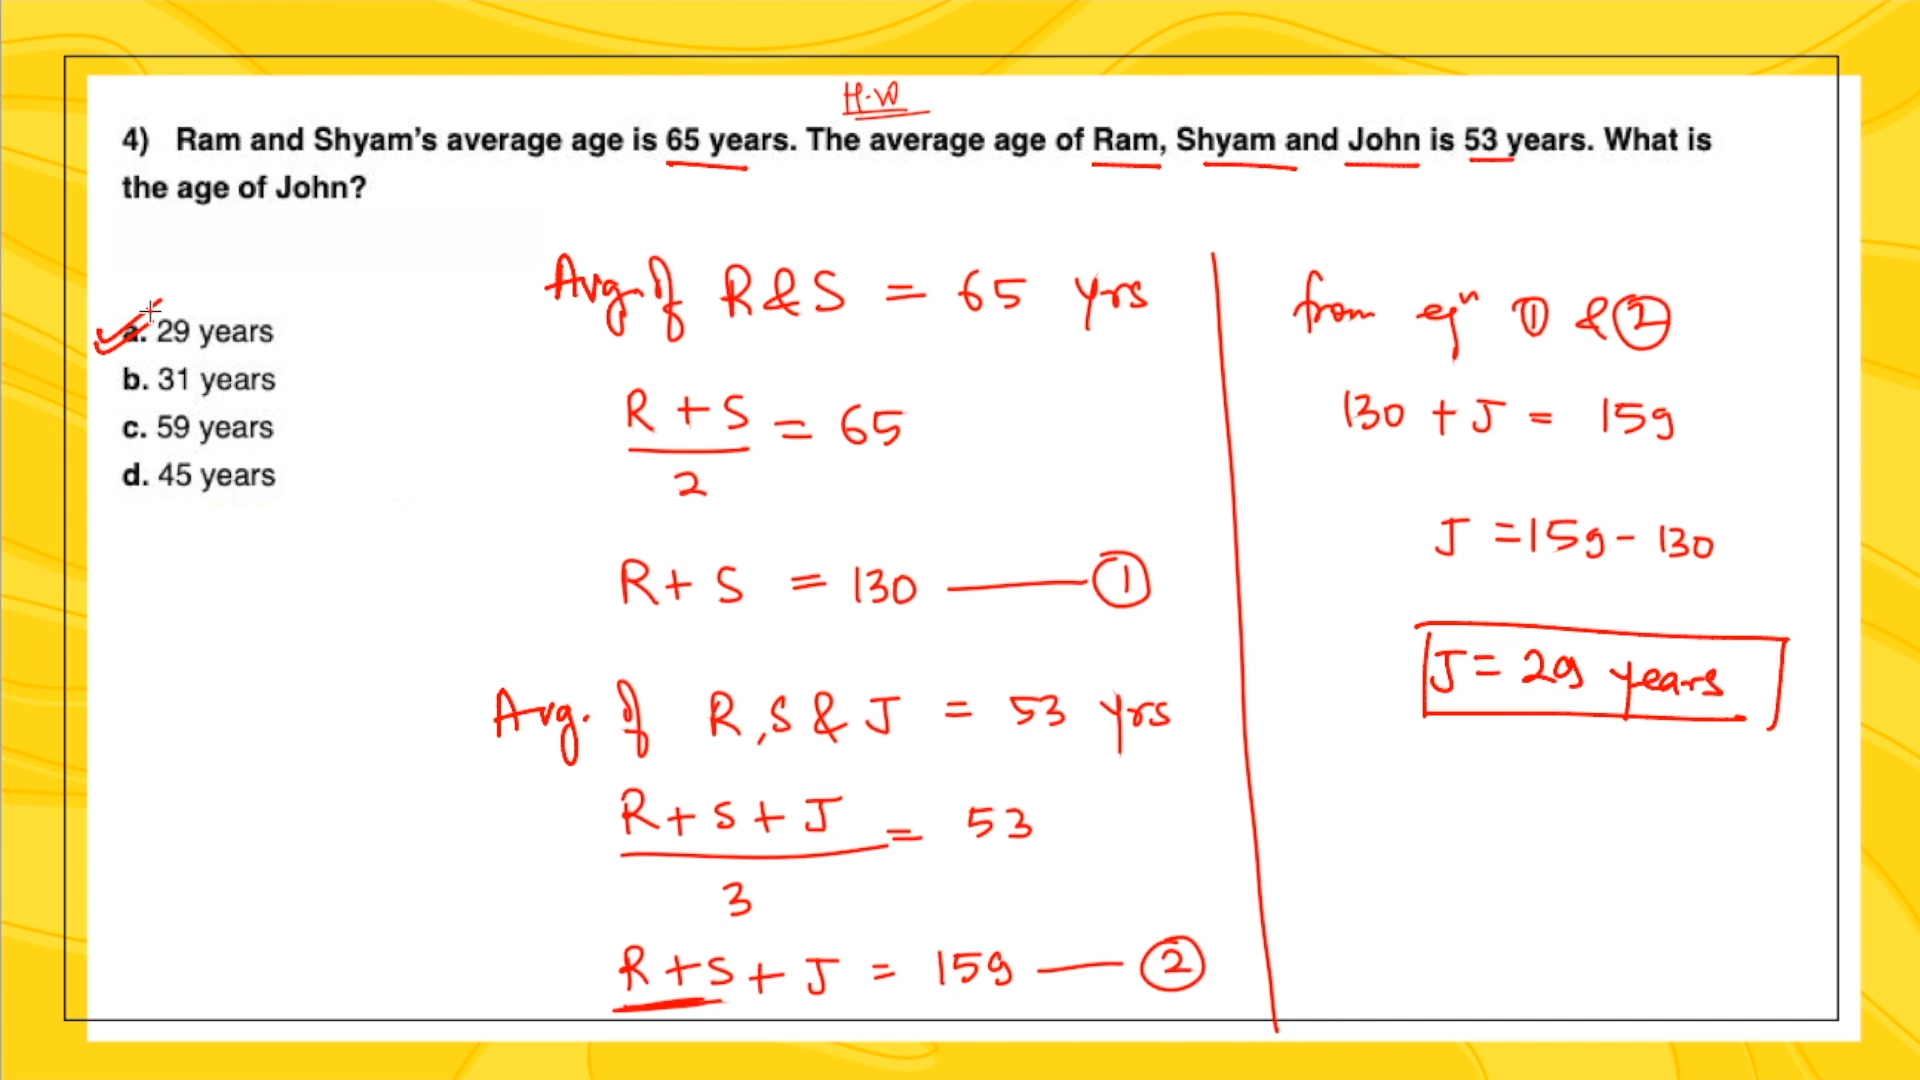 H.W
4) Ram and Shyam's average age is 65 years. The average age of Ram, Shyam and John is 53 years. What is
the age of John?
a. 29 years
b. 31 years
c. 59 years
d. 45 years
Avg. of R & S = 65 yrs
R + S
2
= 65
R + S = 130 —— ①
Avg. of R, S & J = 53 yrs
R + S + J
3
= 53
R + S + J = 159 —— ②
from eqⁿ ① & ②
130 + J = 159
J = 159 - 130
J = 29 years